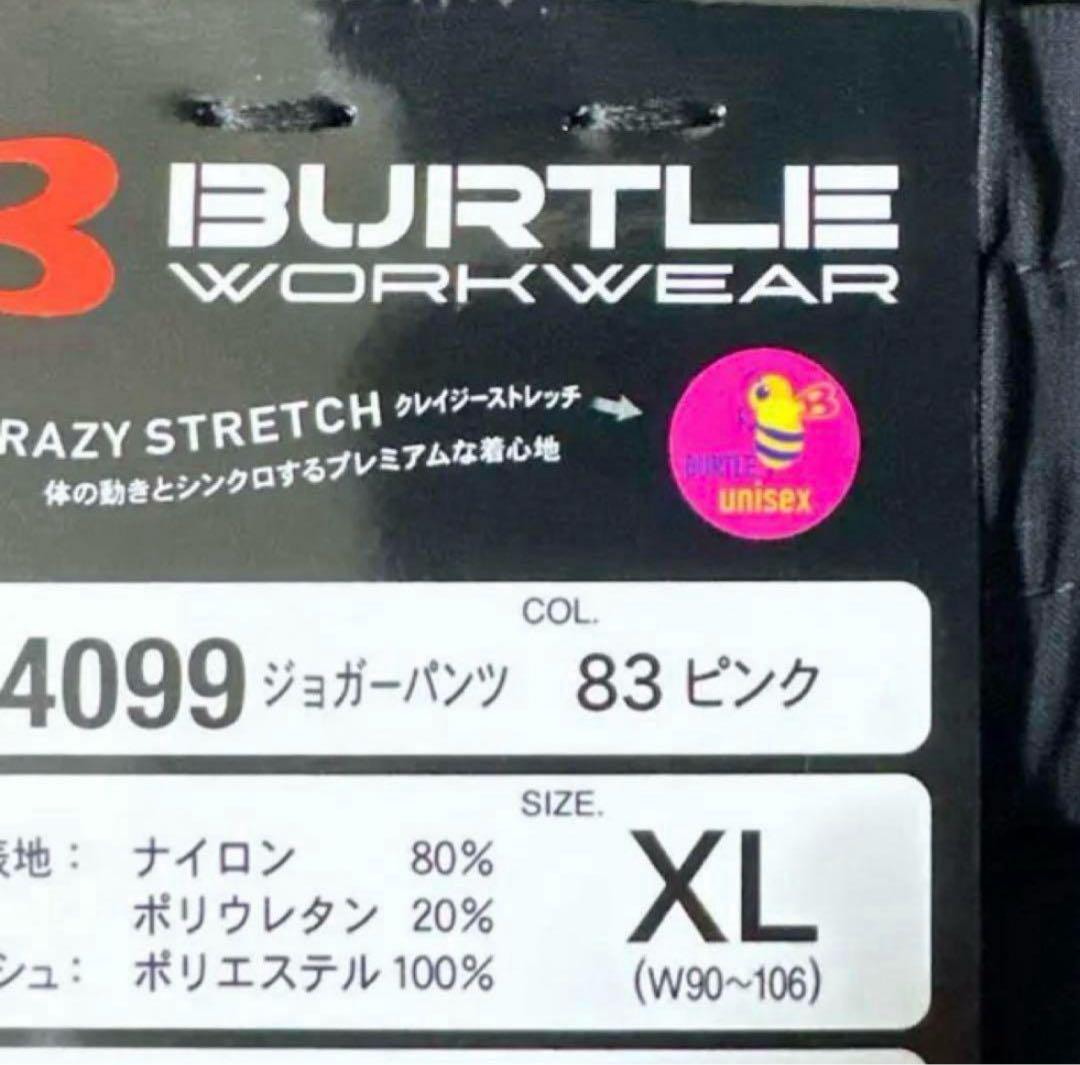 BURTLE
WORKWEAR
RAZY STRETCH クレイジーストレッチ
体の動きとシンクロするプレミアムな着心地
BURTLE
unisex
COL.
4099 ジョガーパンツ 83 ピンク
SIZE.
表地： ナイロン 80%
ポリウレタン 20%
シュ： ポリエステル 100%
XL
(W90~106)